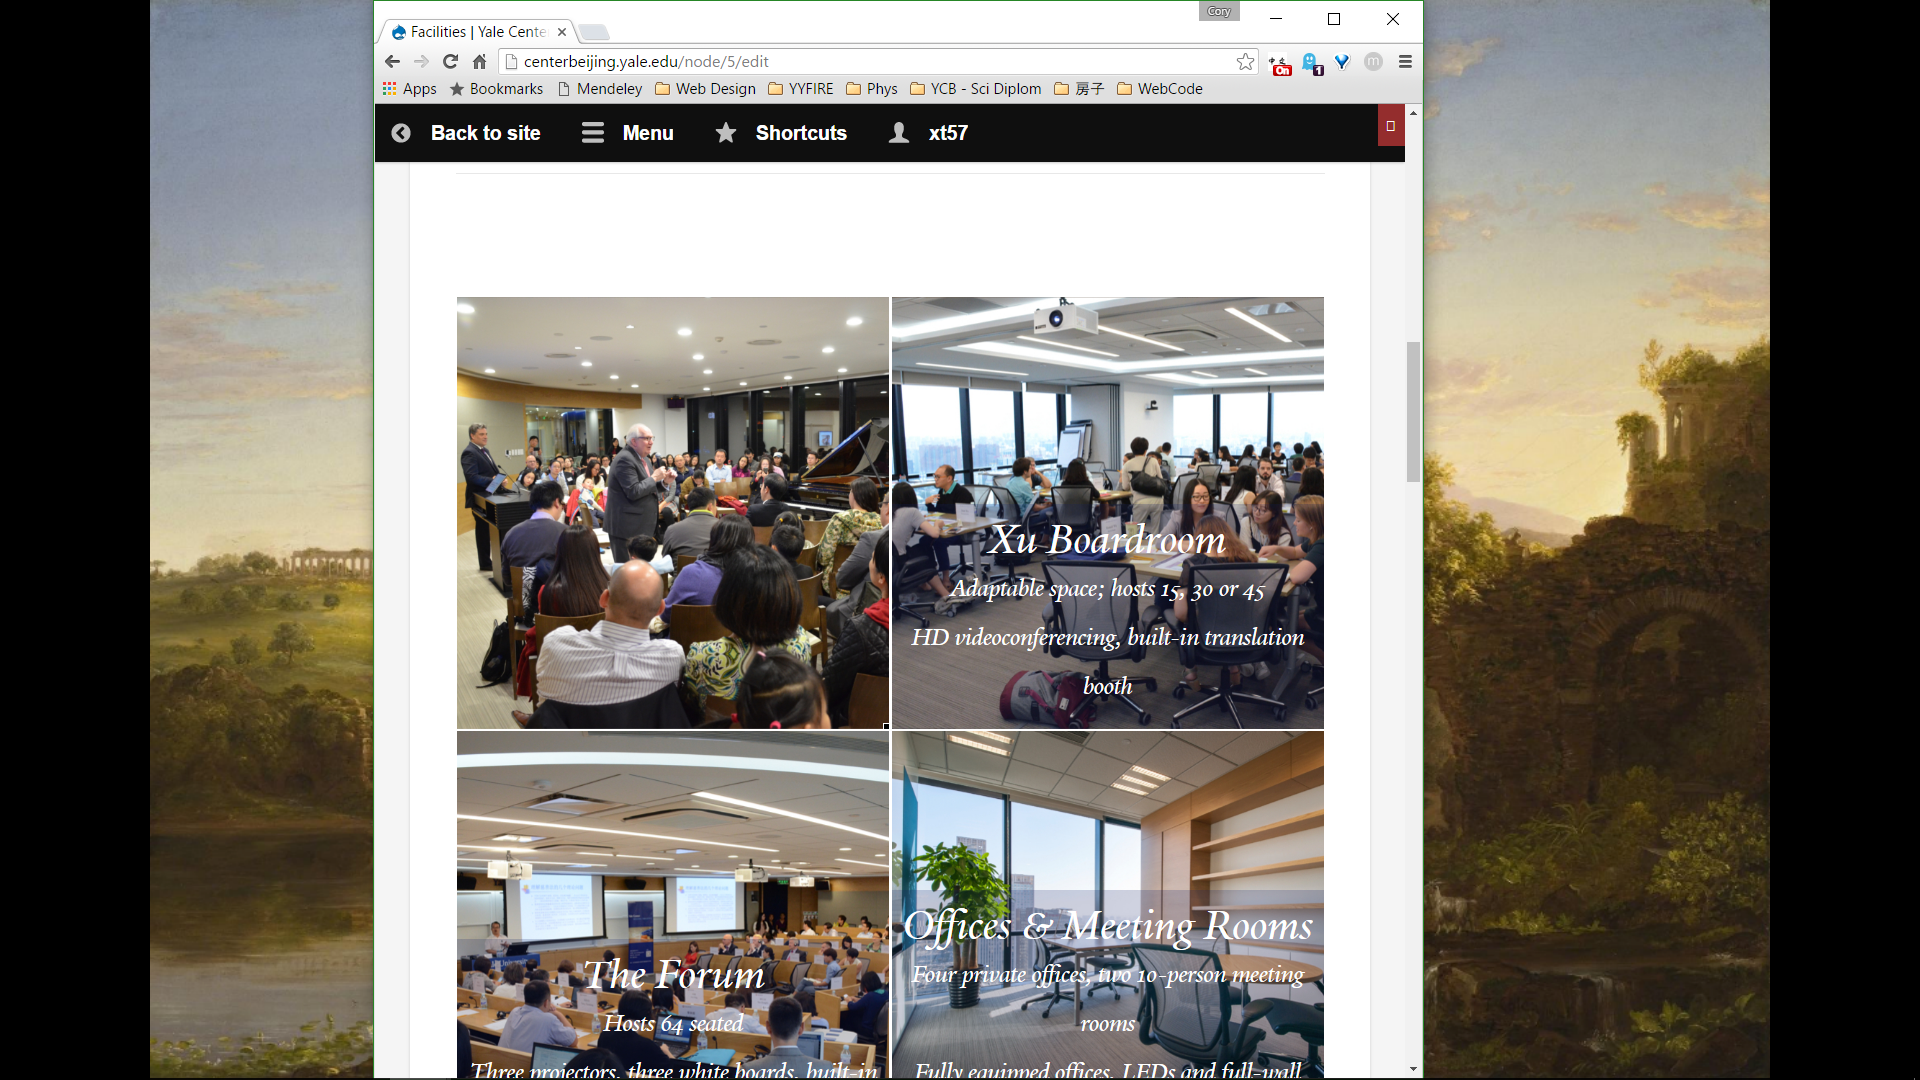 Cory
Facilities | Yale Cente
centerbeijing.yale.edu/node/5/edit
On
1
m
Apps
Bookmarks
Mendeley
Web Design
YYFIRE
Phys
YCB - Sci Diplom
房子
WebCode
Back to site
Menu
Shortcuts
xt57
Xu Boardroom
Adaptable space; hosts 15, 30 or 45
HD videoconferencing, built-in translation
booth
The Forum
Hosts 64 seated
Three projectors, three white boards, built-in
Offices & Meeting Rooms
Four private offices, two 10-person meeting
rooms
Fully equipped offices, LEDs and full-wall